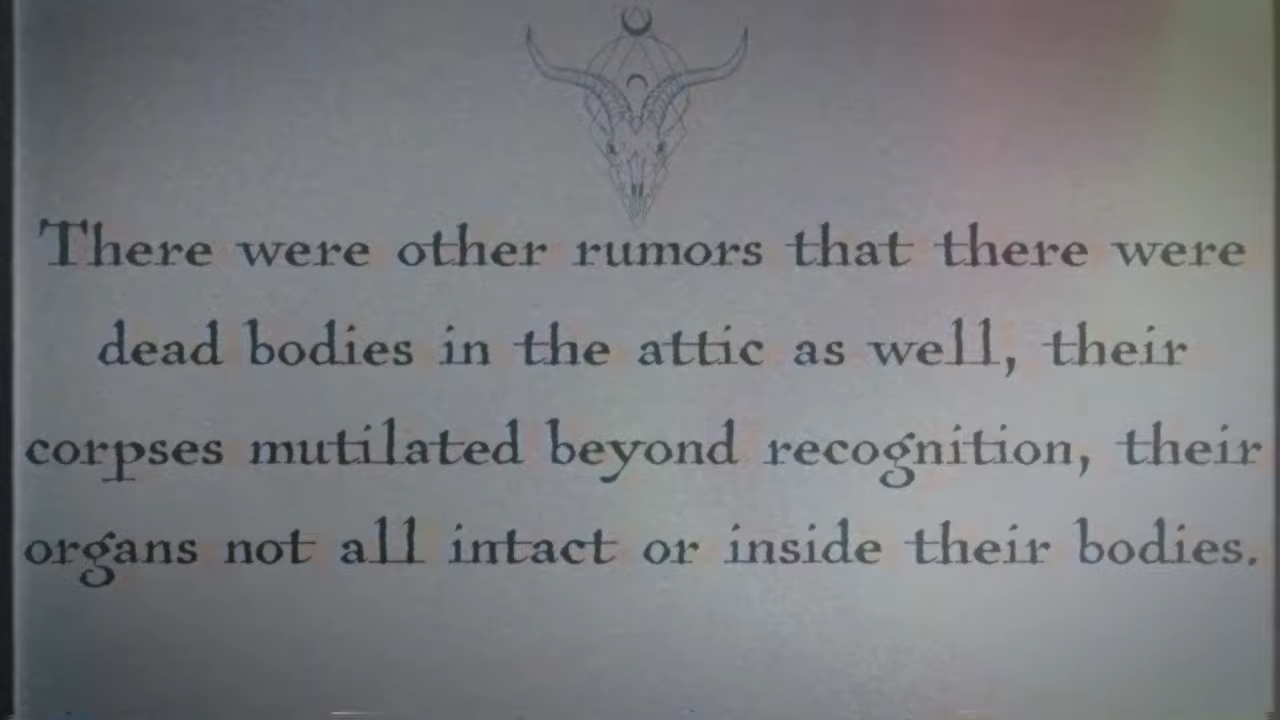 There were other rumors that there were
dead bodies in the attic as well, their
corpses mutilated beyond recognition, their
organs not all intact or inside their bodies.